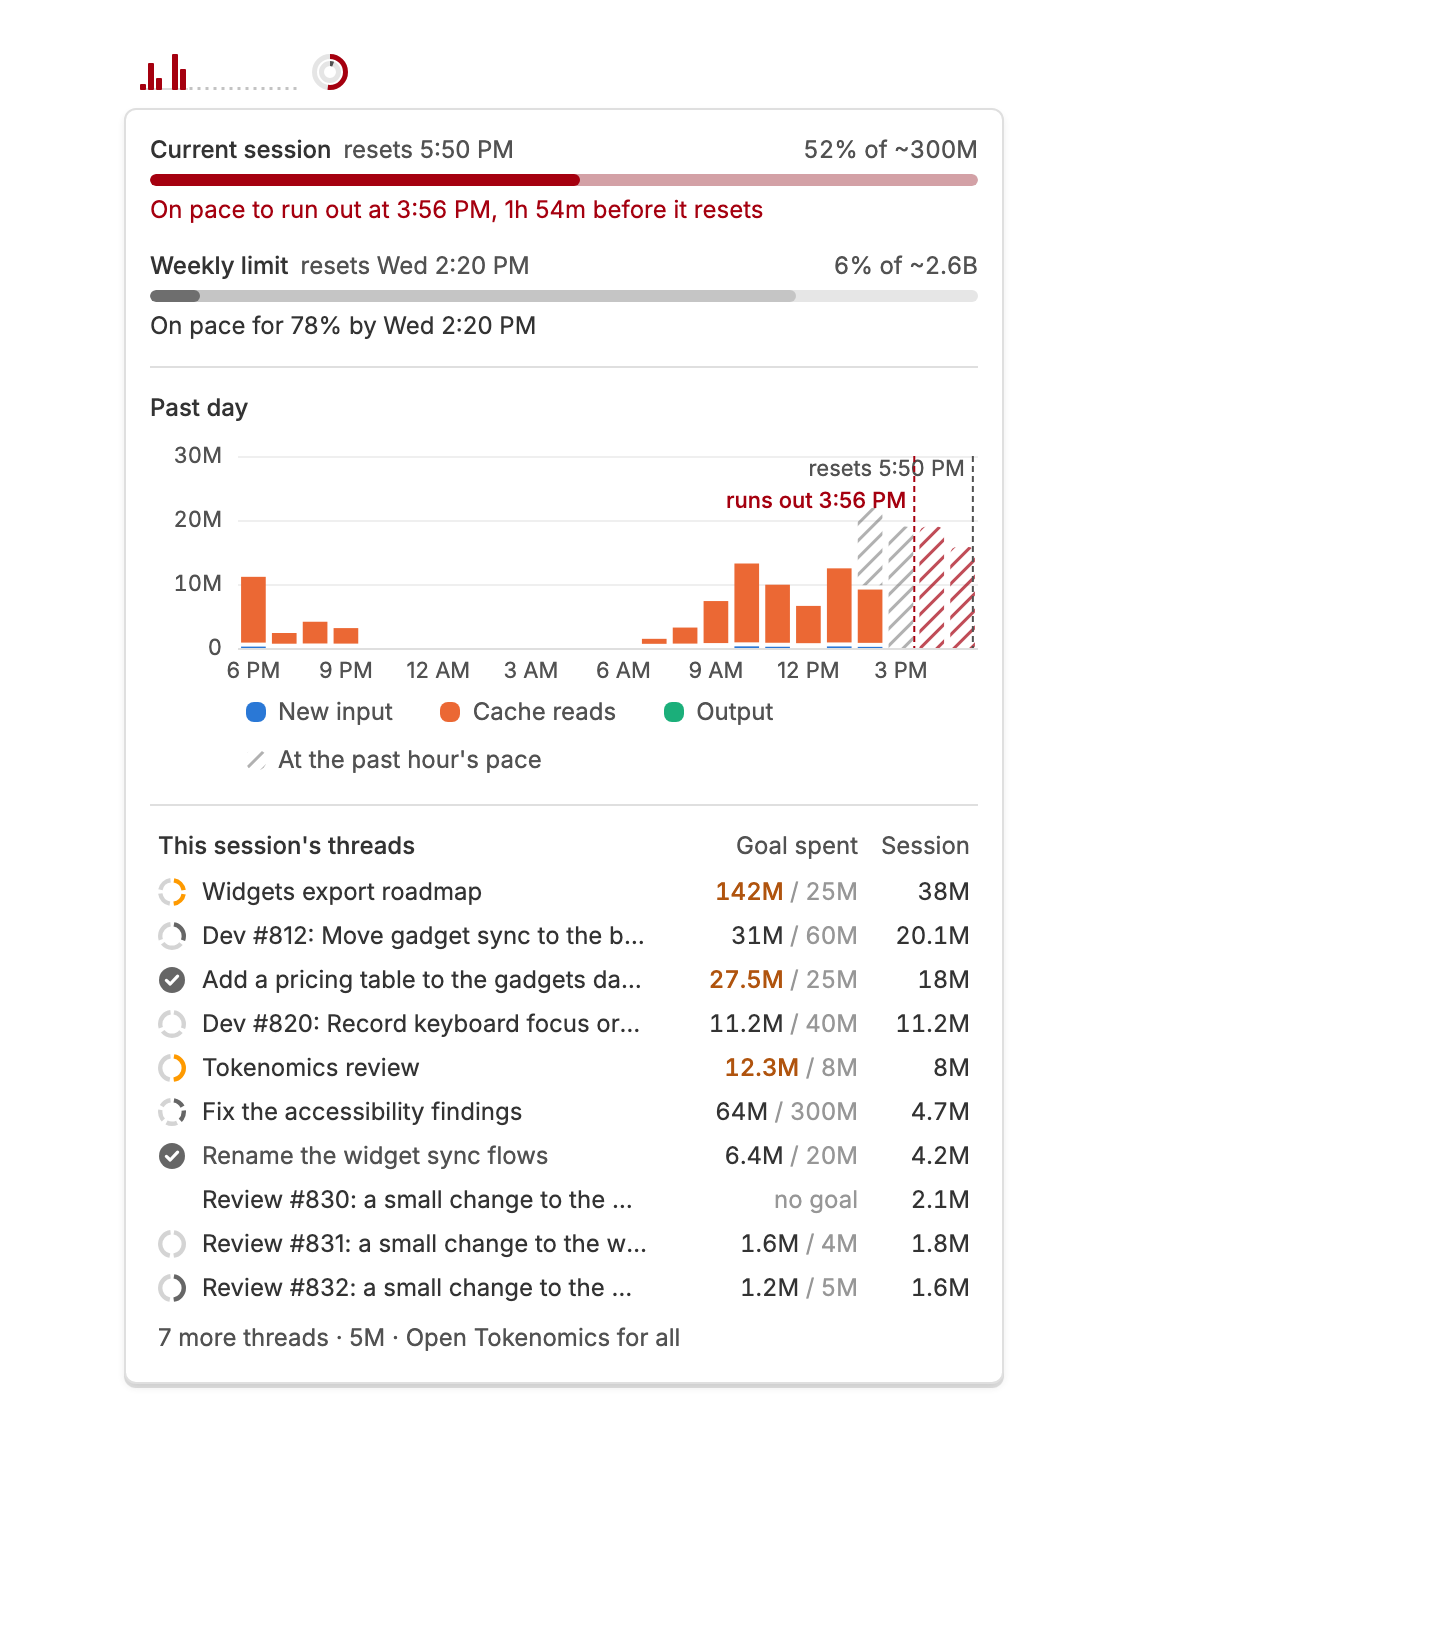 Current session resets 5:50 PM 52% of ~300M
On pace to run out at 3:56 PM, 1h 54m before it resets
Weekly limit resets Wed 2:20 PM 6% of ~2.6B
On pace for 78% by Wed 2:20 PM
Past day
30M
resets 5:50 PM
runs out 3:56 PM
20M
10M
0
6 PM 9 PM 12 AM 3 AM 6 AM 9 AM 12 PM 3 PM
New input Cache reads Output
At the past hour's pace
This session's threads Goal spent Session
Widgets export roadmap 142M / 25M 38M
Dev #812: Move gadget sync to the b... 31M / 60M 20.1M
Add a pricing table to the gadgets da... 27.5M / 25M 18M
Dev #820: Record keyboard focus or... 11.2M / 40M 11.2M
Tokenomics review 12.3M / 8M 8M
Fix the accessibility findings 64M / 300M 4.7M
Rename the widget sync flows 6.4M / 20M 4.2M
Review #830: a small change to the ... no goal 2.1M
Review #831: a small change to the w... 1.6M / 4M 1.8M
Review #832: a small change to the ... 1.2M / 5M 1.6M
7 more threads · 5M · Open Tokenomics for all